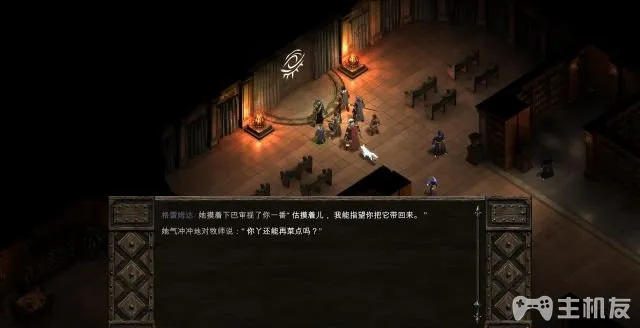 格雷姆达: 她摸着下巴审视了你一番“估摸着儿，我能指望你把它带回来。”
她气冲冲地对牧师说：“你丫还能再菜点吗？”
主机友